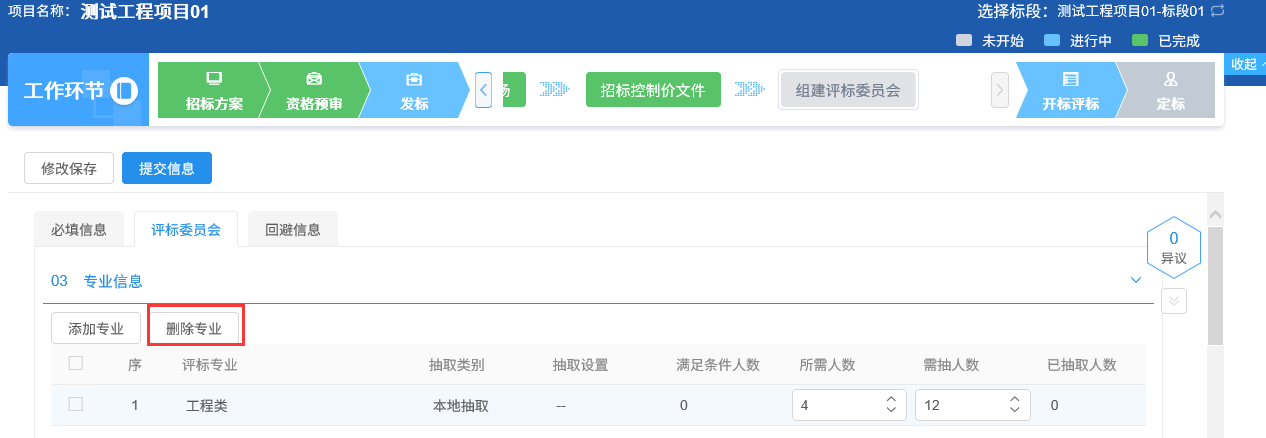 项目名称： 测试工程项目01
选择标段： 测试工程项目01-标段01
未开始 进行中 已完成
收起
工作环节
招标方案 资格预审 发标
招标控制价文件 组建评标委员会
开标评标 定标
修改保存 提交信息
必填信息 评标委员会 回避信息
0
异议
03 专业信息
添加专业 删除专业
序 评标专业 抽取类别 抽取设置 满足条件人数 所需人数 需抽人数 已抽取人数
1 工程类 本地抽取 -- 0 4 12 0